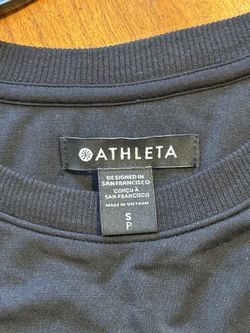 ATHLETA
DESIGNED IN
SAN FRANCISCO
CONÇU À
SAN FRANCISCO
MADE IN VIETNAM
S
P